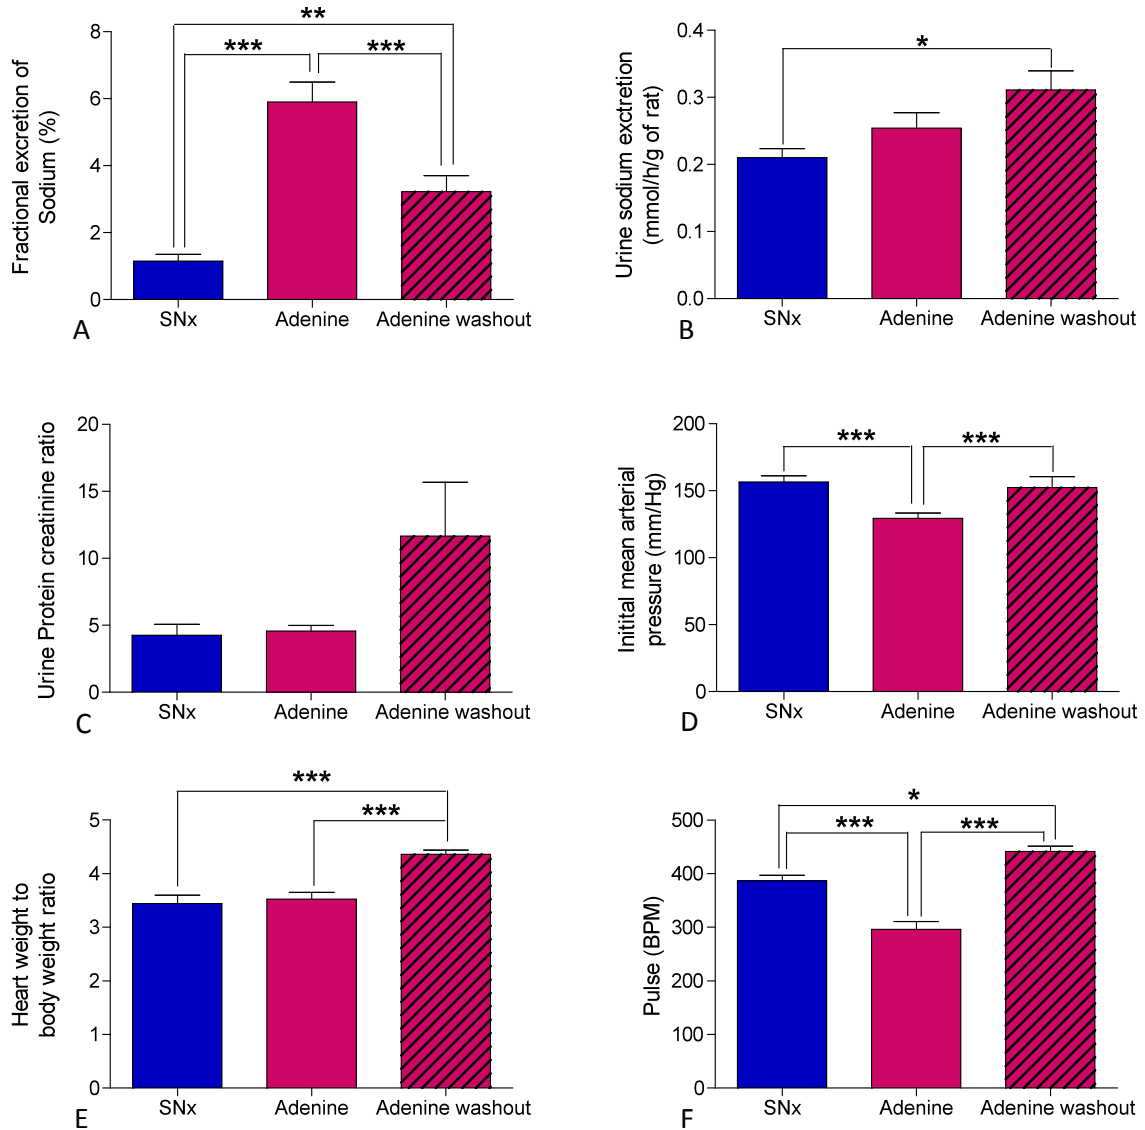 **
***
***
8
6
4
2
0
Fractional excretion of
Sodium (%)
SNx
Adenine
Adenine washout
A
*
0.4
0.3
0.2
0.1
0.0
Urine sodium exctretion
(mmol/h/g of rat)
SNx
Adenine
Adenine washout
B
20
15
10
5
0
Urine Protein creatinine ratio
SNx
Adenine
Adenine washout
C
***
***
200
150
100
50
0
Initital mean arterial
pressure (mm/Hg)
SNx
Adenine
Adenine washout
D
***
***
5
4
3
2
1
0
Heart weight to
body weight ratio
SNx
Adenine
Adenine washout
E
*
***
***
500
400
300
200
100
0
Pulse (BPM)
SNx
Adenine
Adenine washout
F